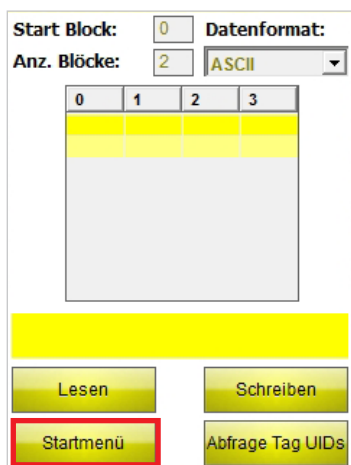 Start Block: 0 Datenformat:
Anz. Blöcke: 2 ASCII
0 1 2 3
Lesen Schreiben
Startmenü Abfrage Tag UIDs